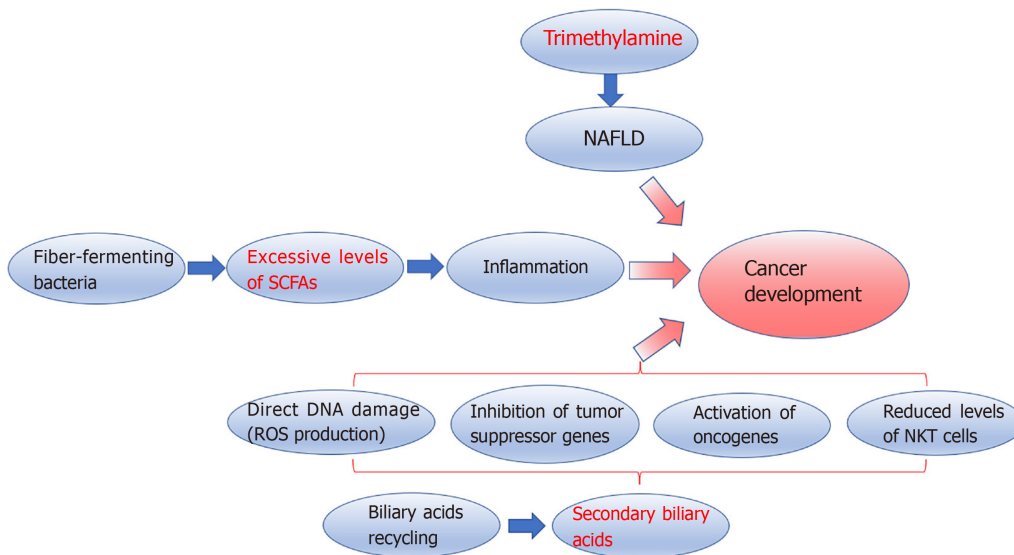 Trimethylamine
NAFLD
Fiber-fermenting
bacteria
Excessive levels
of SCFAs
Inflammation
Cancer
development
Direct DNA damage
(ROS production)
Inhibition of tumor
suppressor genes
Activation of
oncogenes
Reduced levels
of NKT cells
Biliary acids
recycling
Secondary biliary
acids